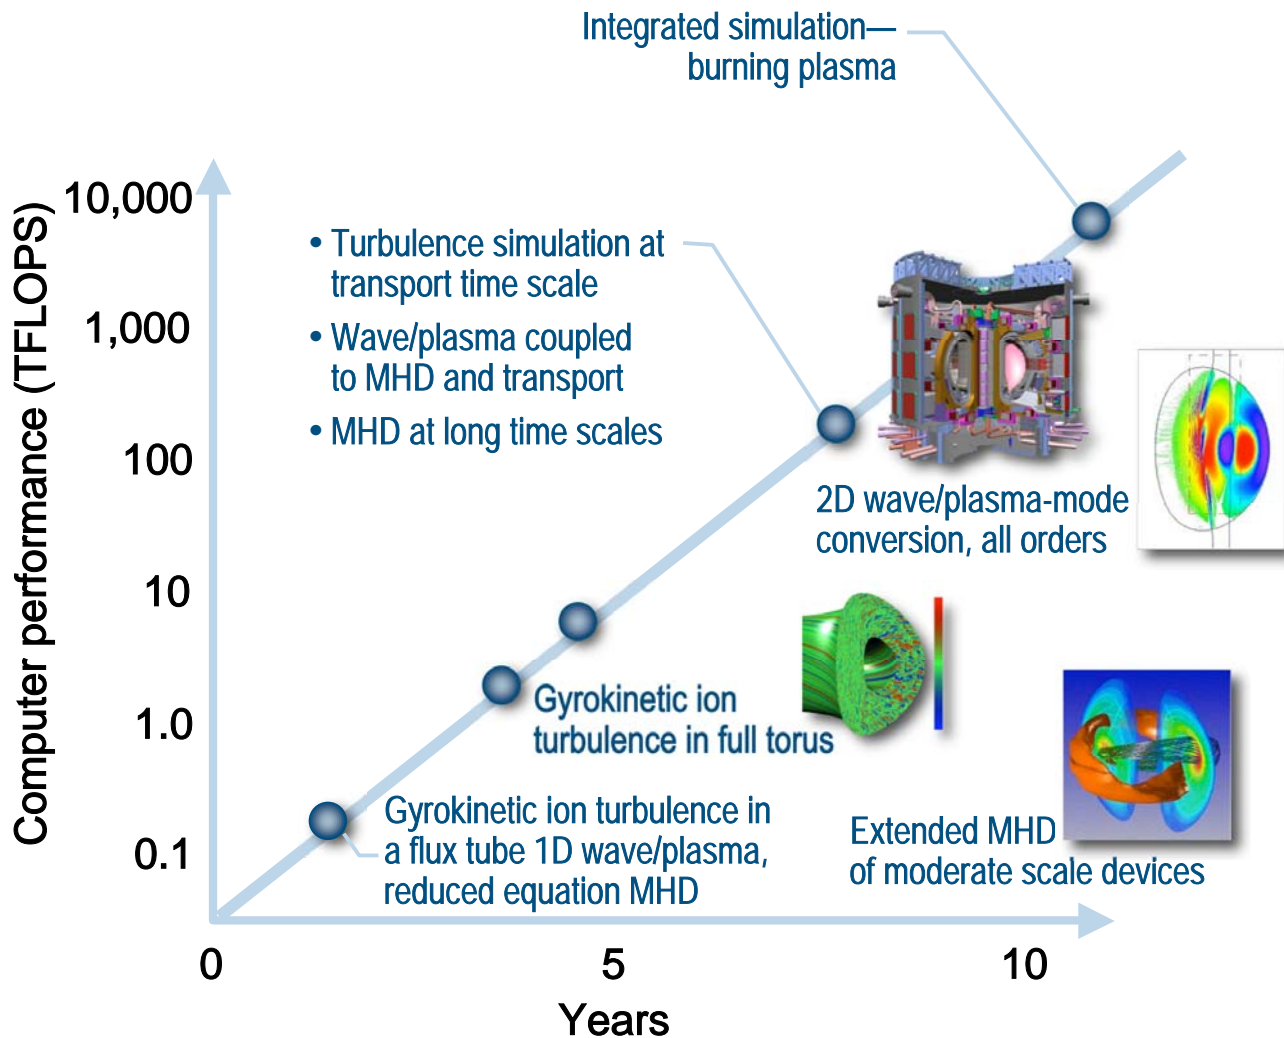 Integrated simulation—
burning plasma
Computer performance (TFLOPS)
10,000
1,000
100
10
1.0
0.1
• Turbulence simulation at
transport time scale
• Wave/plasma coupled
to MHD and transport
• MHD at long time scales
2D wave/plasma-mode
conversion, all orders
Gyrokinetic ion
turbulence in full torus
Gyrokinetic ion turbulence in
a flux tube 1D wave/plasma,
reduced equation MHD
Extended MHD
of moderate scale devices
0
5
10
Years